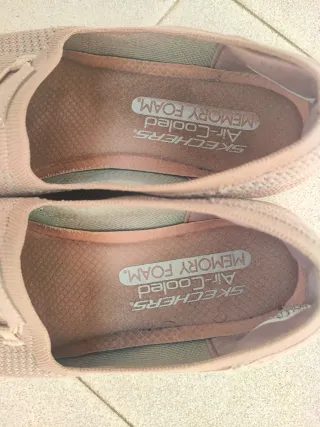 SKECHERS.
Air-Cooled
MEMORY FOAM.
SKECHERS.
Air-Cooled
MEMORY FOAM.